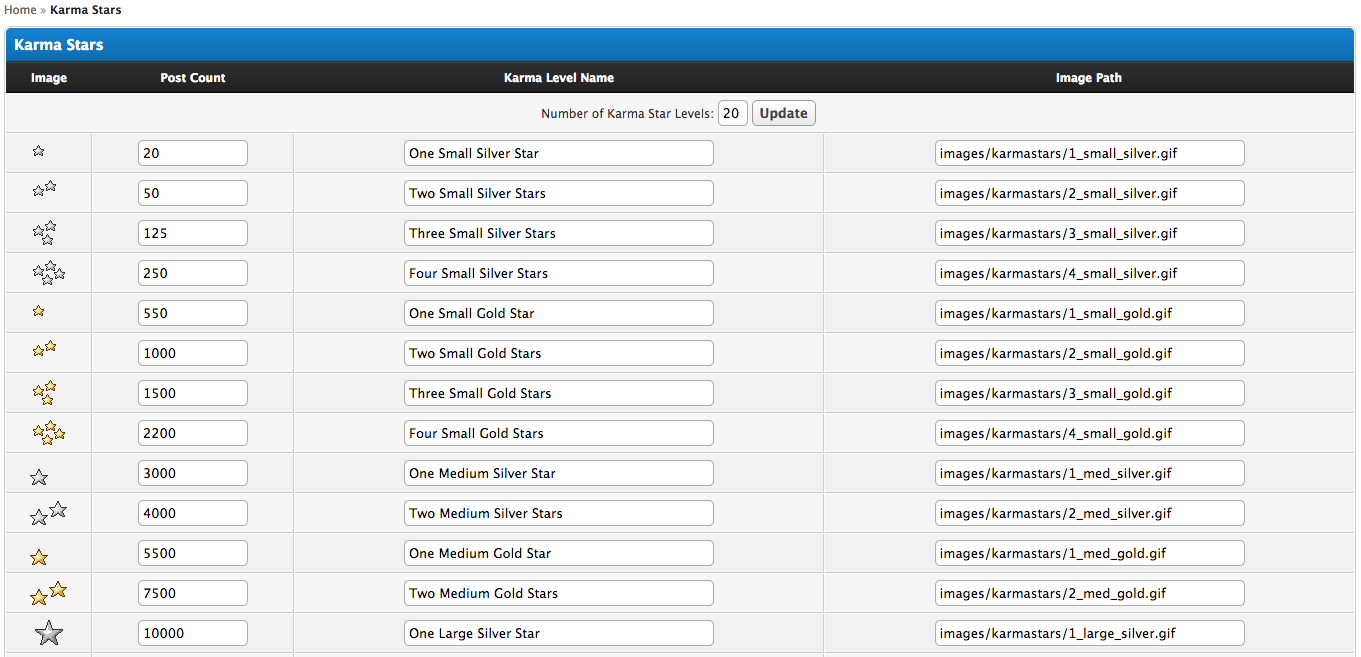 Home » Karma Stars
Karma Stars
Image Post Count Karma Level Name Image Path
Number of Karma Star Levels: 20 Update
20 One Small Silver Star images/karmastars/1_small_silver.gif
50 Two Small Silver Stars images/karmastars/2_small_silver.gif
125 Three Small Silver Stars images/karmastars/3_small_silver.gif
250 Four Small Silver Stars images/karmastars/4_small_silver.gif
550 One Small Gold Star images/karmastars/1_small_gold.gif
1000 Two Small Gold Stars images/karmastars/2_small_gold.gif
1500 Three Small Gold Stars images/karmastars/3_small_gold.gif
2200 Four Small Gold Stars images/karmastars/4_small_gold.gif
3000 One Medium Silver Star images/karmastars/1_med_silver.gif
4000 Two Medium Silver Stars images/karmastars/2_med_silver.gif
5500 One Medium Gold Star images/karmastars/1_med_gold.gif
7500 Two Medium Gold Stars images/karmastars/2_med_gold.gif
10000 One Large Silver Star images/karmastars/1_large_silver.gif